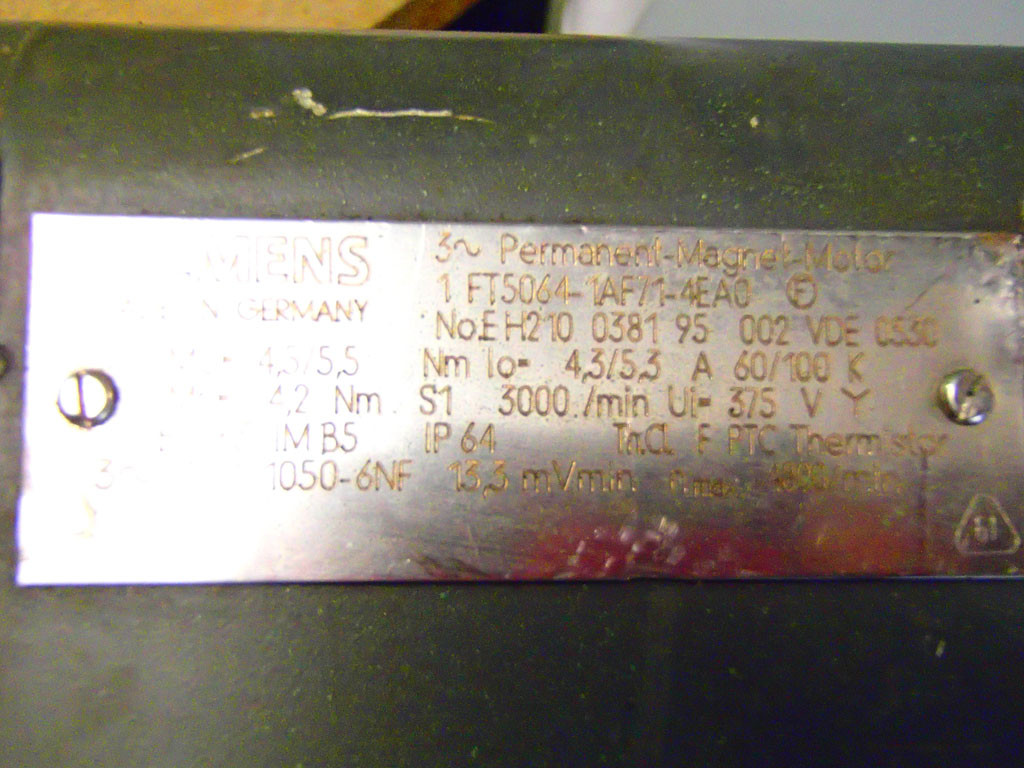 MENS 3~ Permanent-Magnet-Motor
GERMANY 1 FT5064-1AF71-4EA0 F
No.E H210 0381 95 002 VDE 0530
4,3/5,5 Nm Io= 4,3/5,3 A 60/100 K
4,2 Nm S1 3000 /min Ui= 375 V Y
IM B5 IP 64 Th.Cl. F PTC Thermistor
3~ 1050-6NF 13,3 mV/min nmax